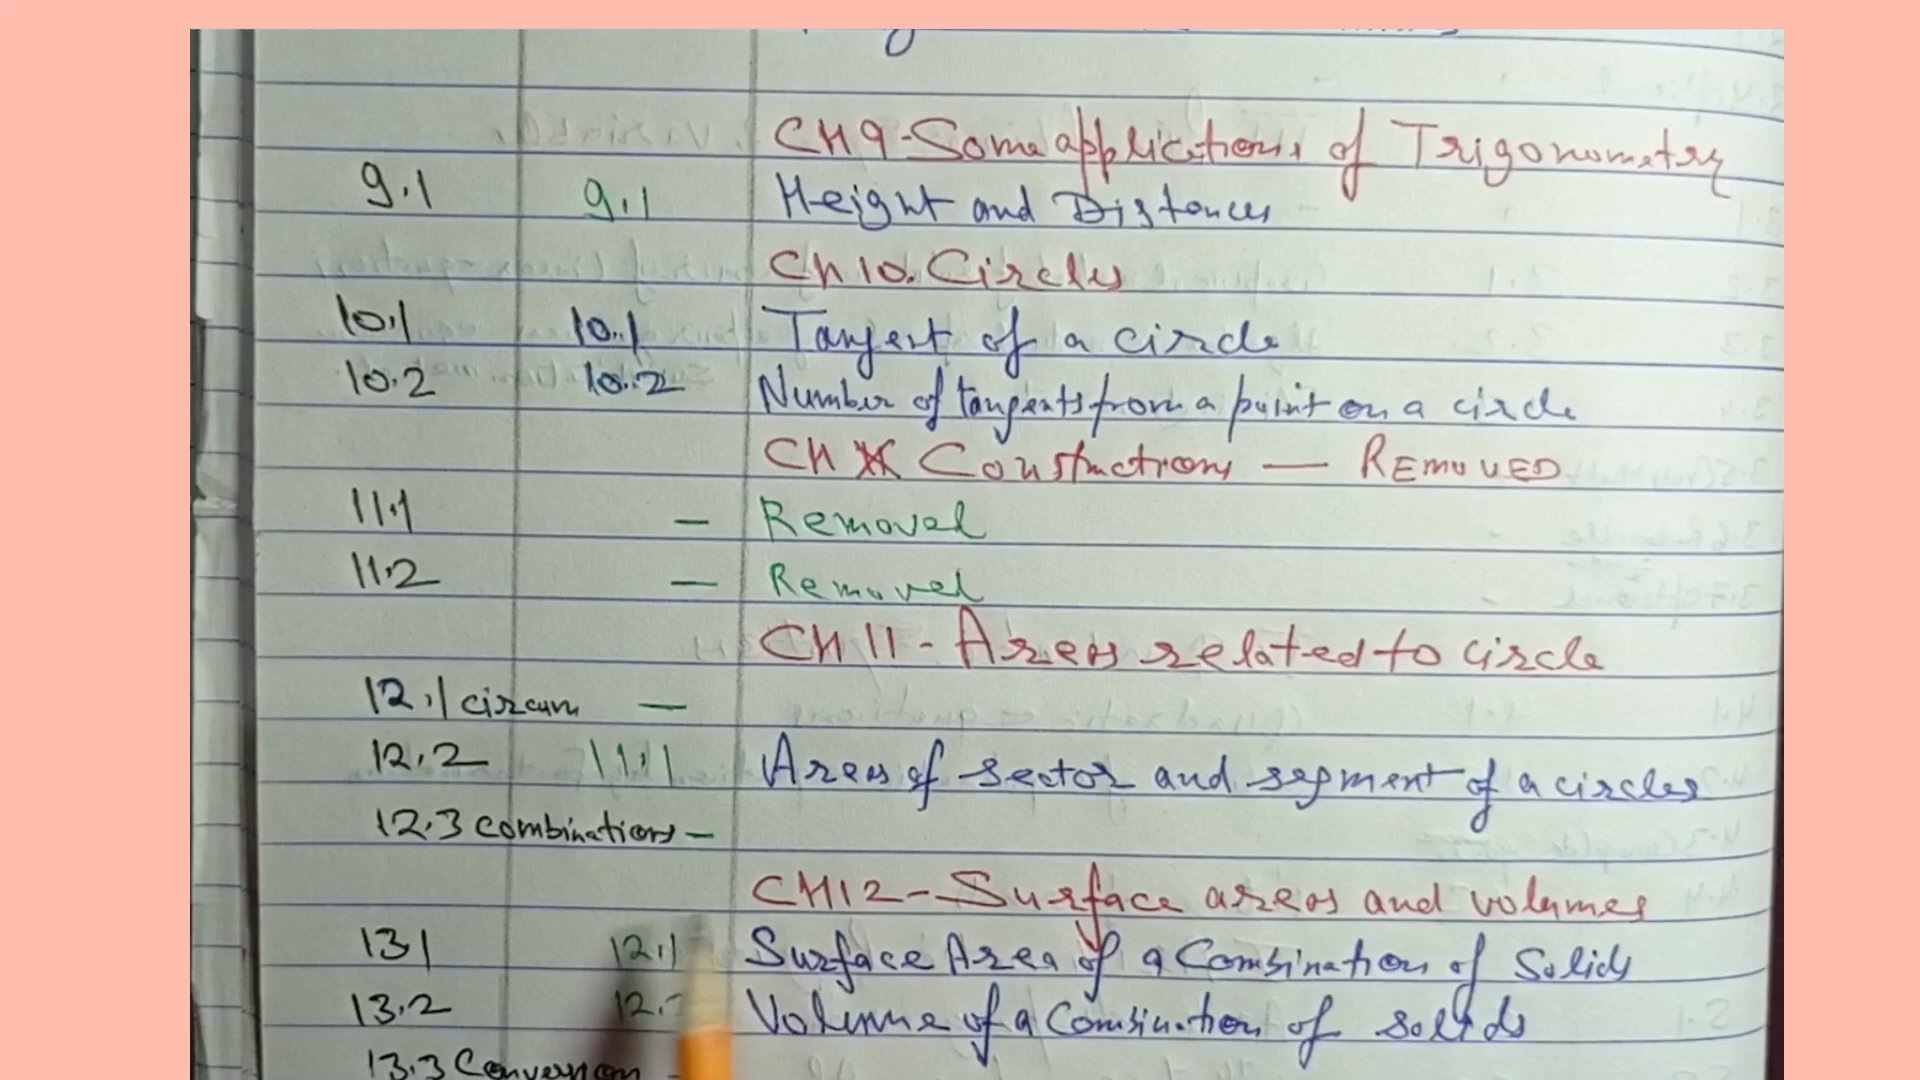 CH 9-Some applications of Trigonometry
9.1 9.1 Height and Distances
CH 10. Circles
10.1 10.1 Tangent of a circle
10.2 10.2 Number of tangents from a point on a circle
CH Constructions — REMOVED
11.1 — Removed
11.2 — Removed
CH 11 - Areas related to circle
12.1 circum —
12.2 11.1 Areas of sector and segment of a circles
12.3 combinations —
CH12 - Surface areas and volumes
13.1 12.1 Surface Area of a Combination of Solids
13.2 Volume of a Combination of solids
13.3 Conversion